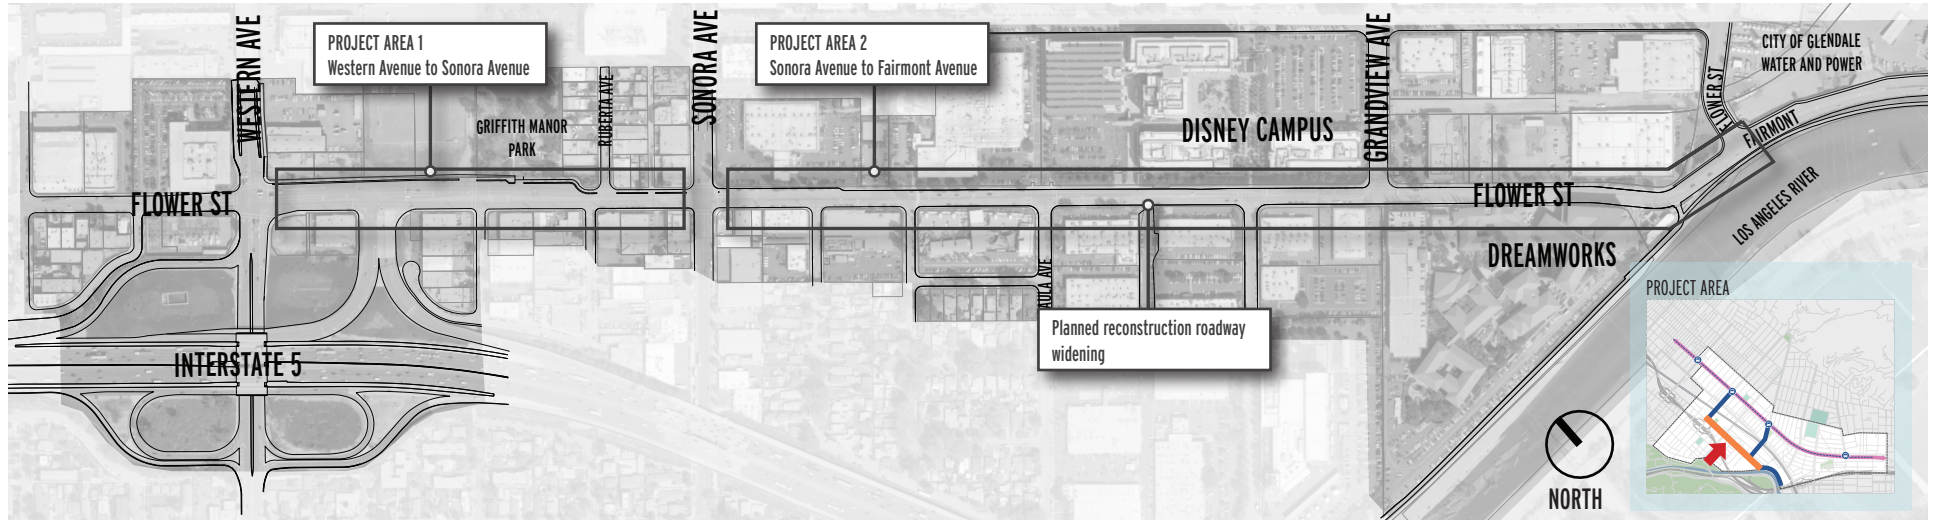 WESTERN AVE
PROJECT AREA 1
Western Avenue to Sonora Avenue
SONORA AVE
PROJECT AREA 2
Sonora Avenue to Fairmont Avenue
GRANDVIEW AVE
CITY OF GLENDALE
WATER AND POWER
FLOWER ST
GRIFFITH MANOR
PARK
RUBERTA AVE
DISNEY CAMPUS
FAIRMONT
FLOWER ST
FLOWER ST
LOS ANGELES RIVER
DREAMWORKS
PAULA AVE
PROJECT AREA
Planned reconstruction roadway
widening
INTERSTATE 5
NORTH